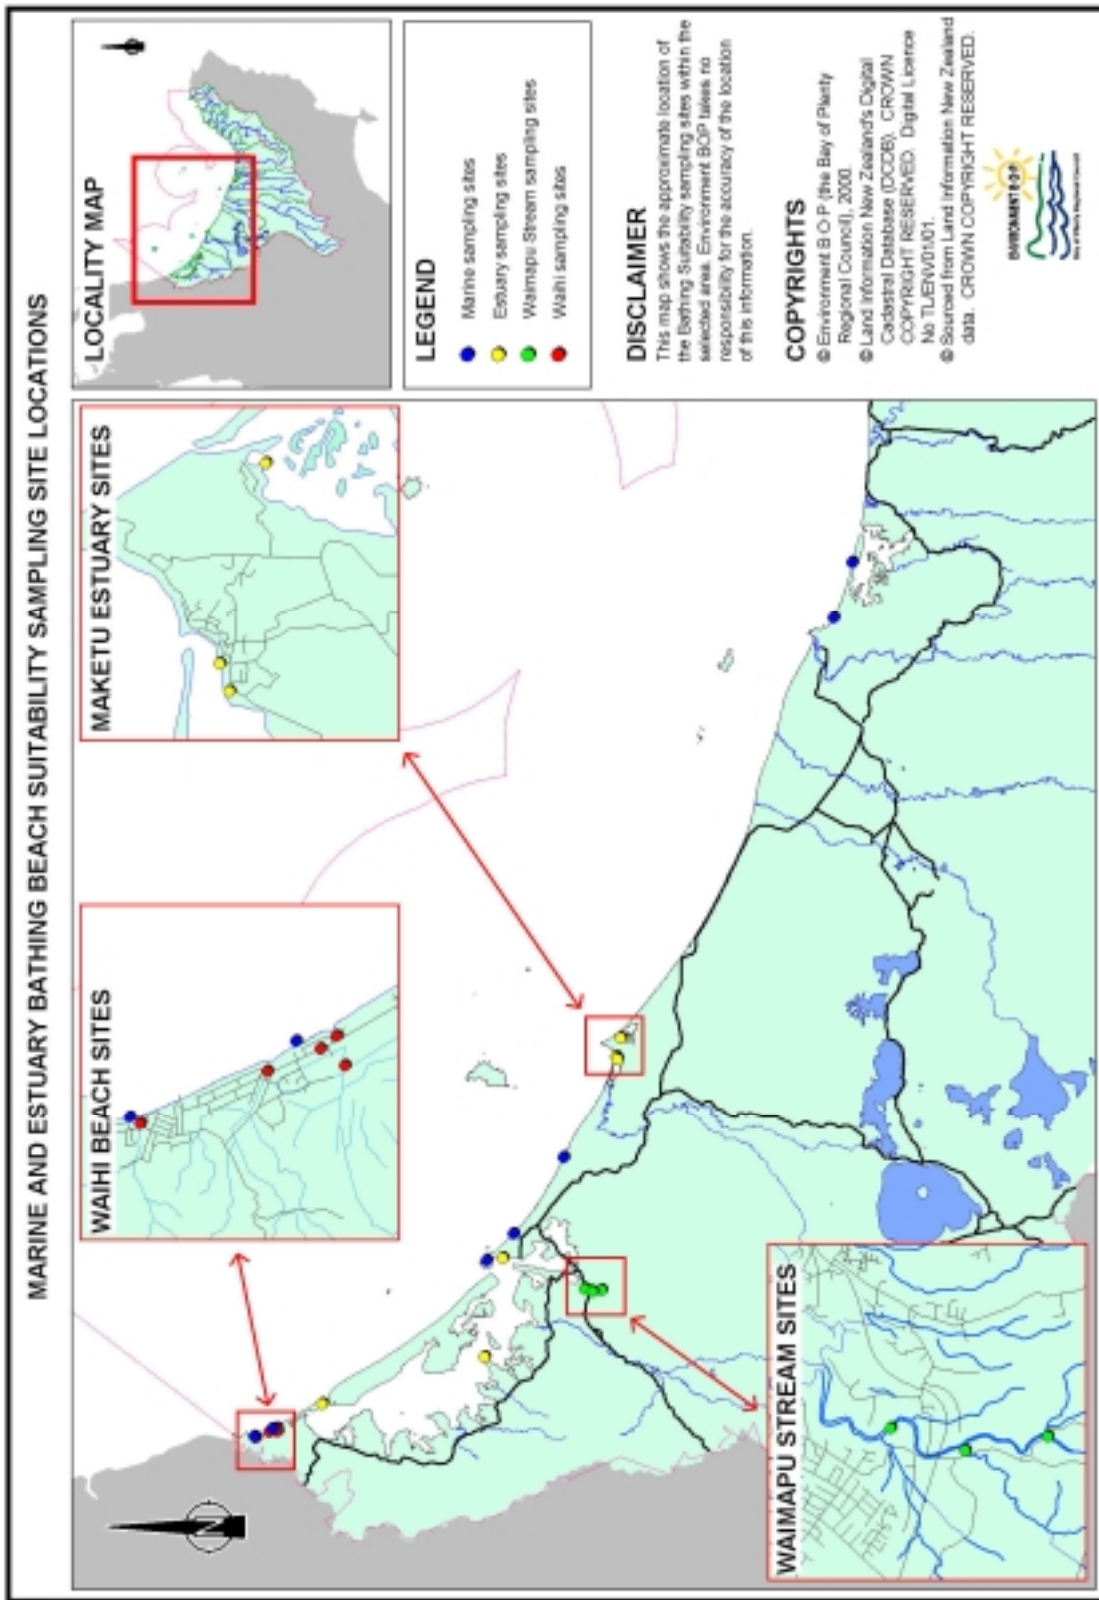 MARINE AND ESTUARY BATHING BEACH SUITABILITY SAMPLING SITE LOCATIONS
WAIHI BEACH SITES
MAKETU ESTUARY SITES
WAIMAPU STREAM SITES
N
LOCALITY MAP
LEGEND
Marine sampling sites
Estuary sampling sites
Waimapu Stream sampling sites
Waihi sampling sites
DISCLAIMER
This map shows the approximate location of
the Bathing Suitability sampling sites within the
selected area. Environment BOP takes no
responsibility for the accuracy of the location
of this information.
COPYRIGHTS
© Environment B O P (the Bay of Plenty
Regional Council), 2000.
© Land Information New Zealand's Digital
Cadastral Database (DCDB). CROWN
COPYRIGHT RESERVED. Digital Licence
No TL/ENV/01/01.
© Sourced from Land Information New Zealand
data. CROWN COPYRIGHT RESERVED.
ENVIRONMENT B·O·P